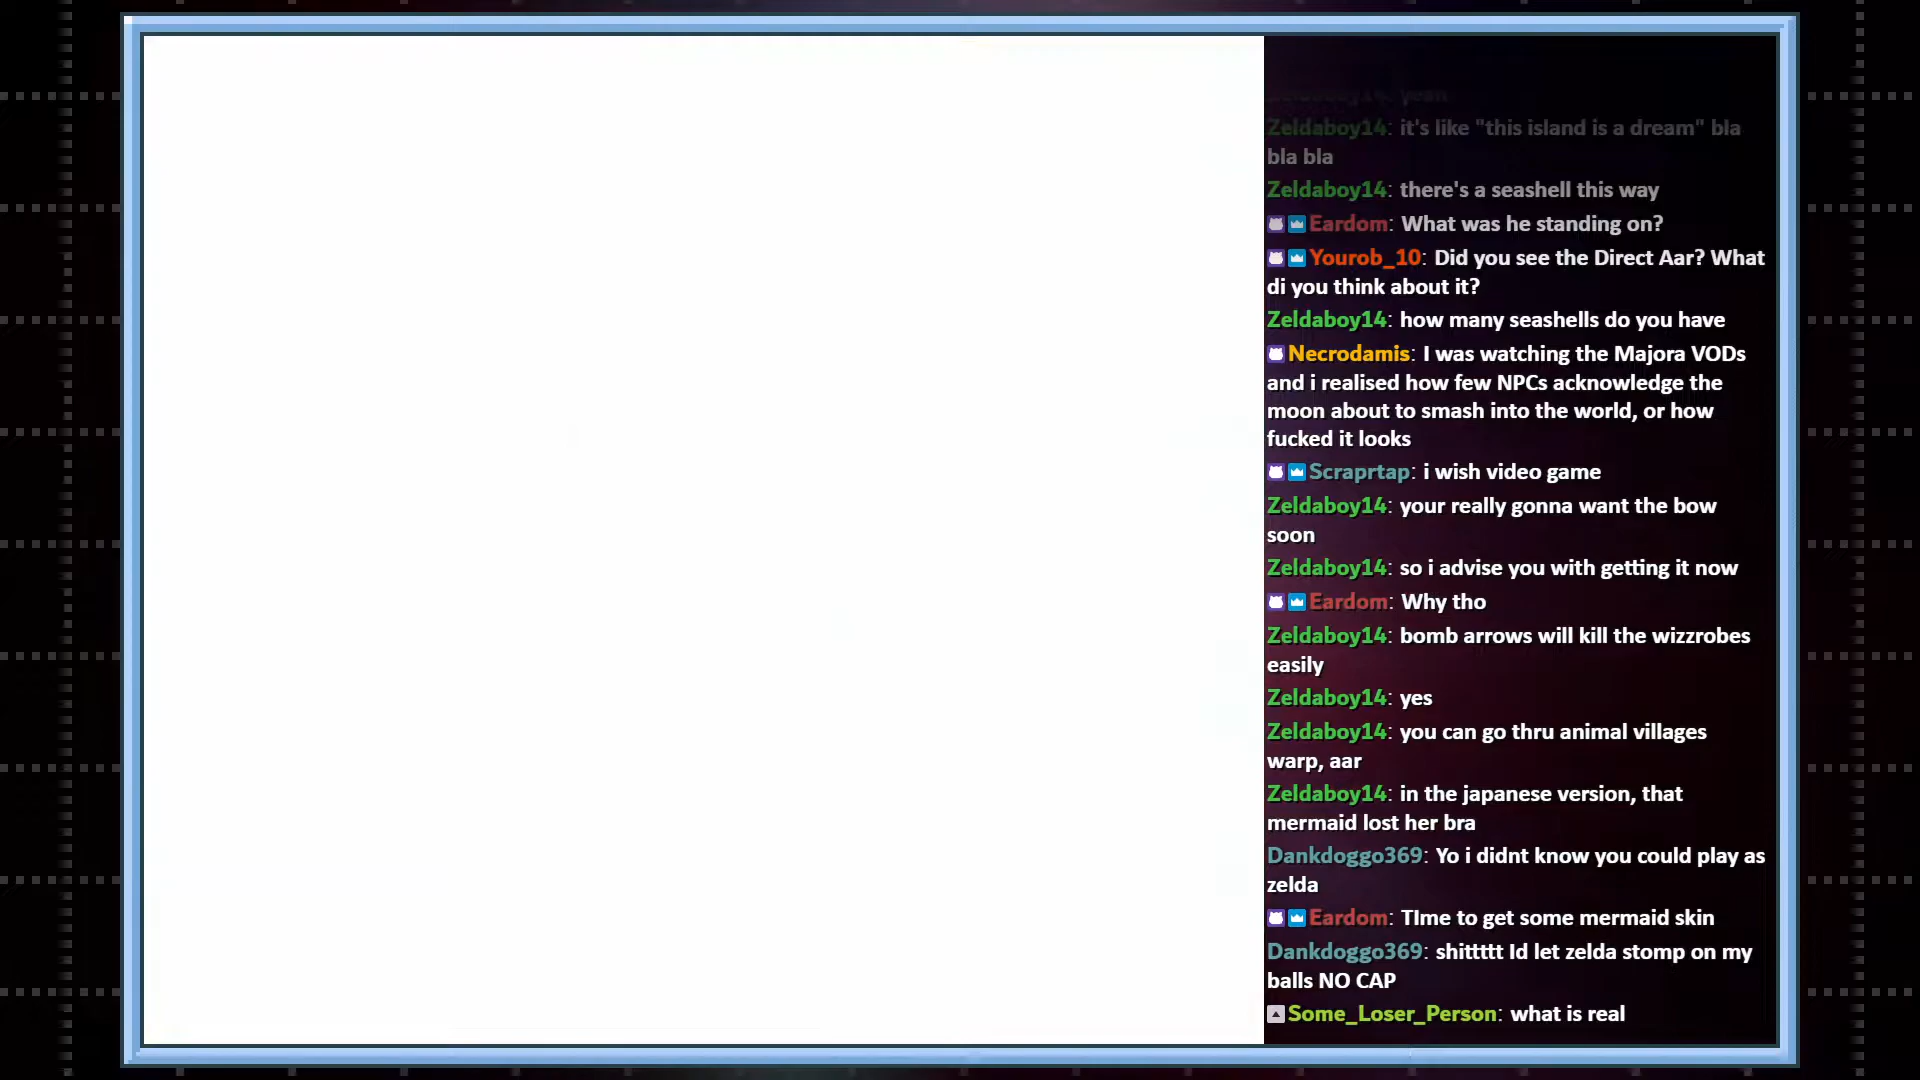 Zeldaboy14: yeah
Zeldaboy14: it's like "this island is a dream" bla
bla bla
Zeldaboy14: there's a seashell this way
Eardom: What was he standing on?
Yourob_10: Did you see the Direct Aar? What
di you think about it?
Zeldaboy14: how many seashells do you have
Necrodamis: I was watching the Majora VODs
and i realised how few NPCs acknowledge the
moon about to smash into the world, or how
fucked it looks
Scraprtap: i wish video game
Zeldaboy14: your really gonna want the bow
soon
Zeldaboy14: so i advise you with getting it now
Eardom: Why tho
Zeldaboy14: bomb arrows will kill the wizzrobes
easily
Zeldaboy14: yes
Zeldaboy14: you can go thru animal villages
warp, aar
Zeldaboy14: in the japanese version, that
mermaid lost her bra
Dankdoggo369: Yo i didnt know you could play as
zelda
Eardom: TIme to get some mermaid skin
Dankdoggo369: shittttt Id let zelda stomp on my
balls NO CAP
Some_Loser_Person: what is real